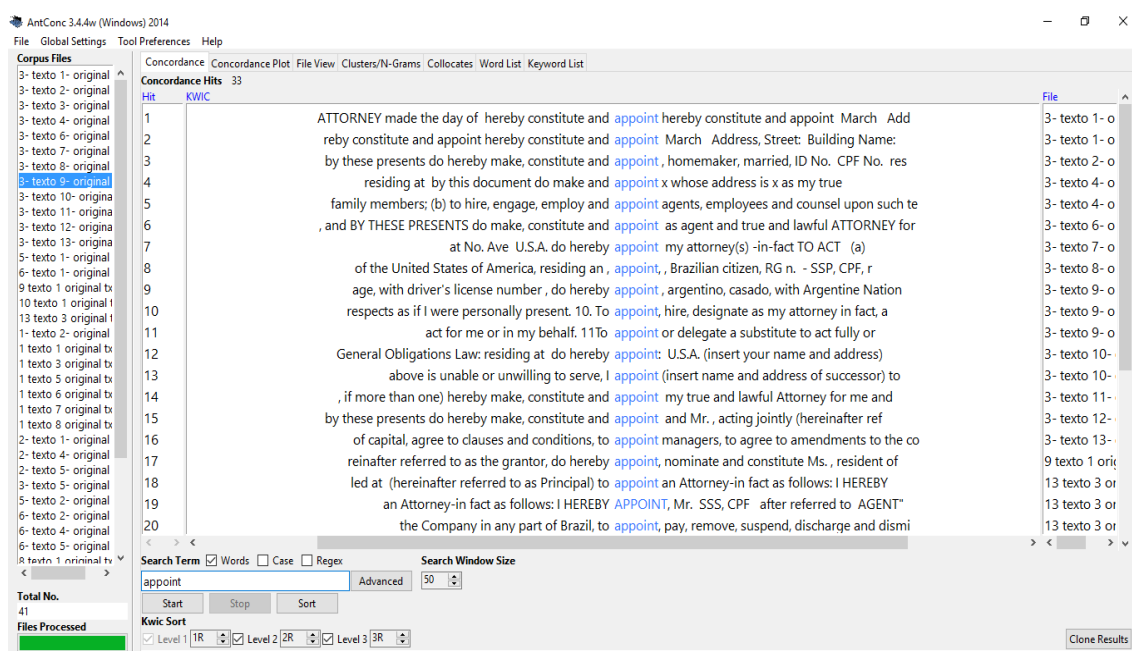 AntConc 3.4.4w (Windows) 2014
File Global Settings Tool Preferences Help
Corpus Files
3- texto 1- original
3- texto 2- original
3- texto 3- original
3- texto 4- original
3- texto 6- original
3- texto 7- original
3- texto 8- original
3- texto 9- original
3- texto 10- origina
3- texto 11- origina
3- texto 12- origina
3- texto 13- origina
5- texto 1- original
6- texto 1- original
9 texto 1 original tx
10 texto 1 original t
13 texto 3 original t
1- texto 2- original
1 texto 1 original tx
1 texto 3 original tx
1 texto 5 original tx
1 texto 6 original tx
1 texto 7 original tx
1 texto 8 original tx
2- texto 1- original
2- texto 4- original
2- texto 5- original
3- texto 5- original
5- texto 2- original
6- texto 2- original
6- texto 4- original
6- texto 5- original
8 texto 1 original tx
Total No.
41
Files Processed
Concordance Concordance Plot File View Clusters/N-Grams Collocates Word List Keyword List
Concordance Hits 33
Hit KWIC File
1 ATTORNEY made the day of hereby constitute and appoint hereby constitute and appoint March Add 3- texto 1- o
2 reby constitute and appoint hereby constitute and appoint March Address, Street: Building Name: 3- texto 1- o
3 by these presents do hereby make, constitute and appoint , homemaker, married, ID No. CPF No. res 3- texto 2- o
4 residing at by this document do make and appoint x whose address is x as my true 3- texto 4- o
5 family members; (b) to hire, engage, employ and appoint agents, employees and counsel upon such te 3- texto 4- o
6 , and BY THESE PRESENTS do make, constitute and appoint as agent and true and lawful ATTORNEY for 3- texto 6- o
7 at No. Ave U.S.A. do hereby appoint my attorney(s) -in-fact TO ACT (a) 3- texto 7- o
8 of the United States of America, residing an , appoint, , Brazilian citizen, RG n. - SSP, CPF, r 3- texto 8- o
9 age, with driver's license number , do hereby appoint , argentino, casado, with Argentine Nation 3- texto 9- o
10 respects as if I were personally present. 10. To appoint, hire, designate as my attorney in fact, a 3- texto 9- o
11 act for me or in my behalf. 11To appoint or delegate a substitute to act fully or 3- texto 9- o
12 General Obligations Law: residing at do hereby appoint: U.S.A. (insert your name and address) 3- texto 10-
13 above is unable or unwilling to serve, I appoint (insert name and address of successor) to 3- texto 10-
14 , if more than one) hereby make, constitute and appoint my true and lawful Attorney for me and 3- texto 11-
15 by these presents do hereby make, constitute and appoint and Mr. , acting jointly (hereinafter ref 3- texto 12-
16 of capital, agree to clauses and conditions, to appoint managers, to agree to amendments to the co 3- texto 13-
17 reinafter referred to as the grantor, do hereby appoint, nominate and constitute Ms. , resident of 9 texto 1 orig
18 led at (hereinafter referred to as Principal) to appoint an Attorney-in fact as follows: I HEREBY 13 texto 3 or
19 an Attorney-in fact as follows: I HEREBY APPOINT, Mr. SSS, CPF after referred to AGENT" 13 texto 3 or
20 the Company in any part of Brazil, to appoint, pay, remove, suspend, discharge and dismi 13 texto 3 or
Search Term Words Case Regex Search Window Size
appoint Advanced 50
Start Stop Sort
Kwic Sort
Level 1 1R Level 2 2R Level 3 3R
Clone Results